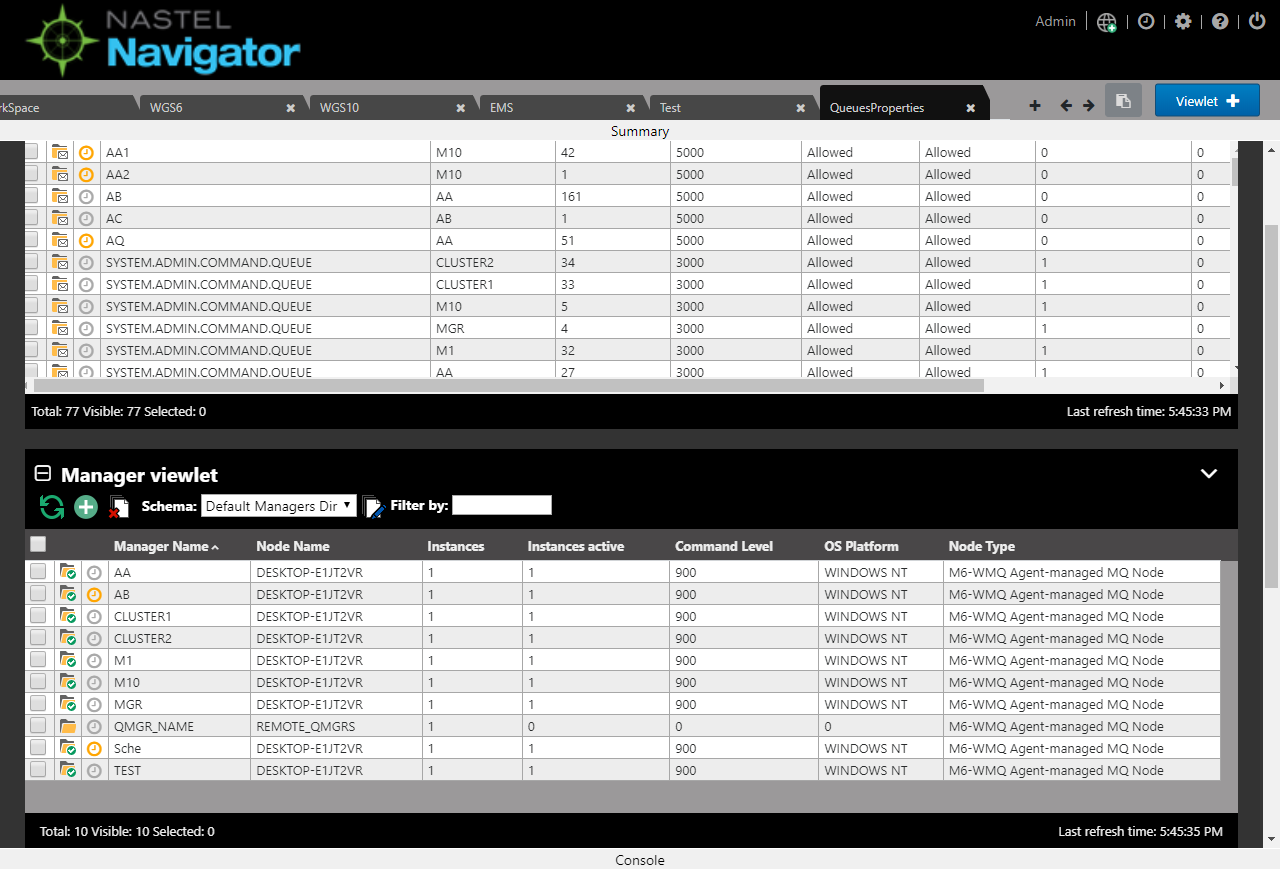 NASTEL
Navigator
Admin
rkSpace WGS6 WGS10 EMS Test QueuesProperties Viewlet
Summary
AA1 M10 42 5000 Allowed Allowed 0 0
AA2 M10 1 5000 Allowed Allowed 0 0
AB AA 161 5000 Allowed Allowed 0 0
AC AB 1 5000 Allowed Allowed 0 0
AQ AA 51 5000 Allowed Allowed 0 0
SYSTEM.ADMIN.COMMAND.QUEUE CLUSTER2 34 3000 Allowed Allowed 1 0
SYSTEM.ADMIN.COMMAND.QUEUE CLUSTER1 33 3000 Allowed Allowed 1 0
SYSTEM.ADMIN.COMMAND.QUEUE M10 5 3000 Allowed Allowed 1 0
SYSTEM.ADMIN.COMMAND.QUEUE MGR 4 3000 Allowed Allowed 1 0
SYSTEM.ADMIN.COMMAND.QUEUE M1 32 3000 Allowed Allowed 1 0
SYSTEM.ADMIN.COMMAND.QUEUE AA 27 3000 Allowed Allowed 1 0
Total: 77 Visible: 77 Selected: 0 Last refresh time: 5:45:33 PM
Manager viewlet
Schema: Default Managers Dir Filter by:
Manager Name Node Name Instances Instances active Command Level OS Platform Node Type
AA DESKTOP-E1JT2VR 1 1 900 WINDOWS NT M6-WMQ Agent-managed MQ Node
AB DESKTOP-E1JT2VR 1 1 900 WINDOWS NT M6-WMQ Agent-managed MQ Node
CLUSTER1 DESKTOP-E1JT2VR 1 1 900 WINDOWS NT M6-WMQ Agent-managed MQ Node
CLUSTER2 DESKTOP-E1JT2VR 1 1 900 WINDOWS NT M6-WMQ Agent-managed MQ Node
M1 DESKTOP-E1JT2VR 1 1 900 WINDOWS NT M6-WMQ Agent-managed MQ Node
M10 DESKTOP-E1JT2VR 1 1 900 WINDOWS NT M6-WMQ Agent-managed MQ Node
MGR DESKTOP-E1JT2VR 1 1 900 WINDOWS NT M6-WMQ Agent-managed MQ Node
QMGR_NAME REMOTE_QMGRS 1 0 0 0 M6-WMQ Agent-managed MQ Node
Sche DESKTOP-E1JT2VR 1 1 900 WINDOWS NT M6-WMQ Agent-managed MQ Node
TEST DESKTOP-E1JT2VR 1 1 900 WINDOWS NT M6-WMQ Agent-managed MQ Node
Total: 10 Visible: 10 Selected: 0 Last refresh time: 5:45:35 PM
Console